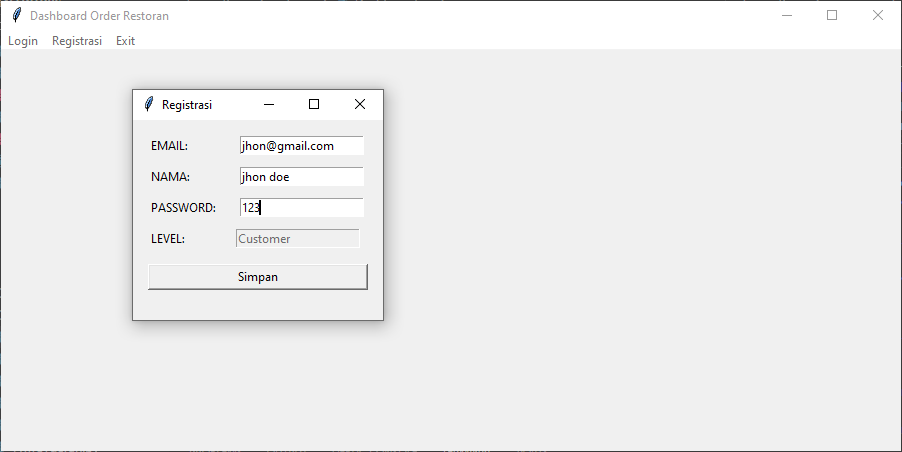 Dashboard Order Restoran
Login Registrasi Exit
Registrasi
EMAIL: jhon@gmail.com
NAMA: jhon doe
PASSWORD: 123
LEVEL: Customer
Simpan